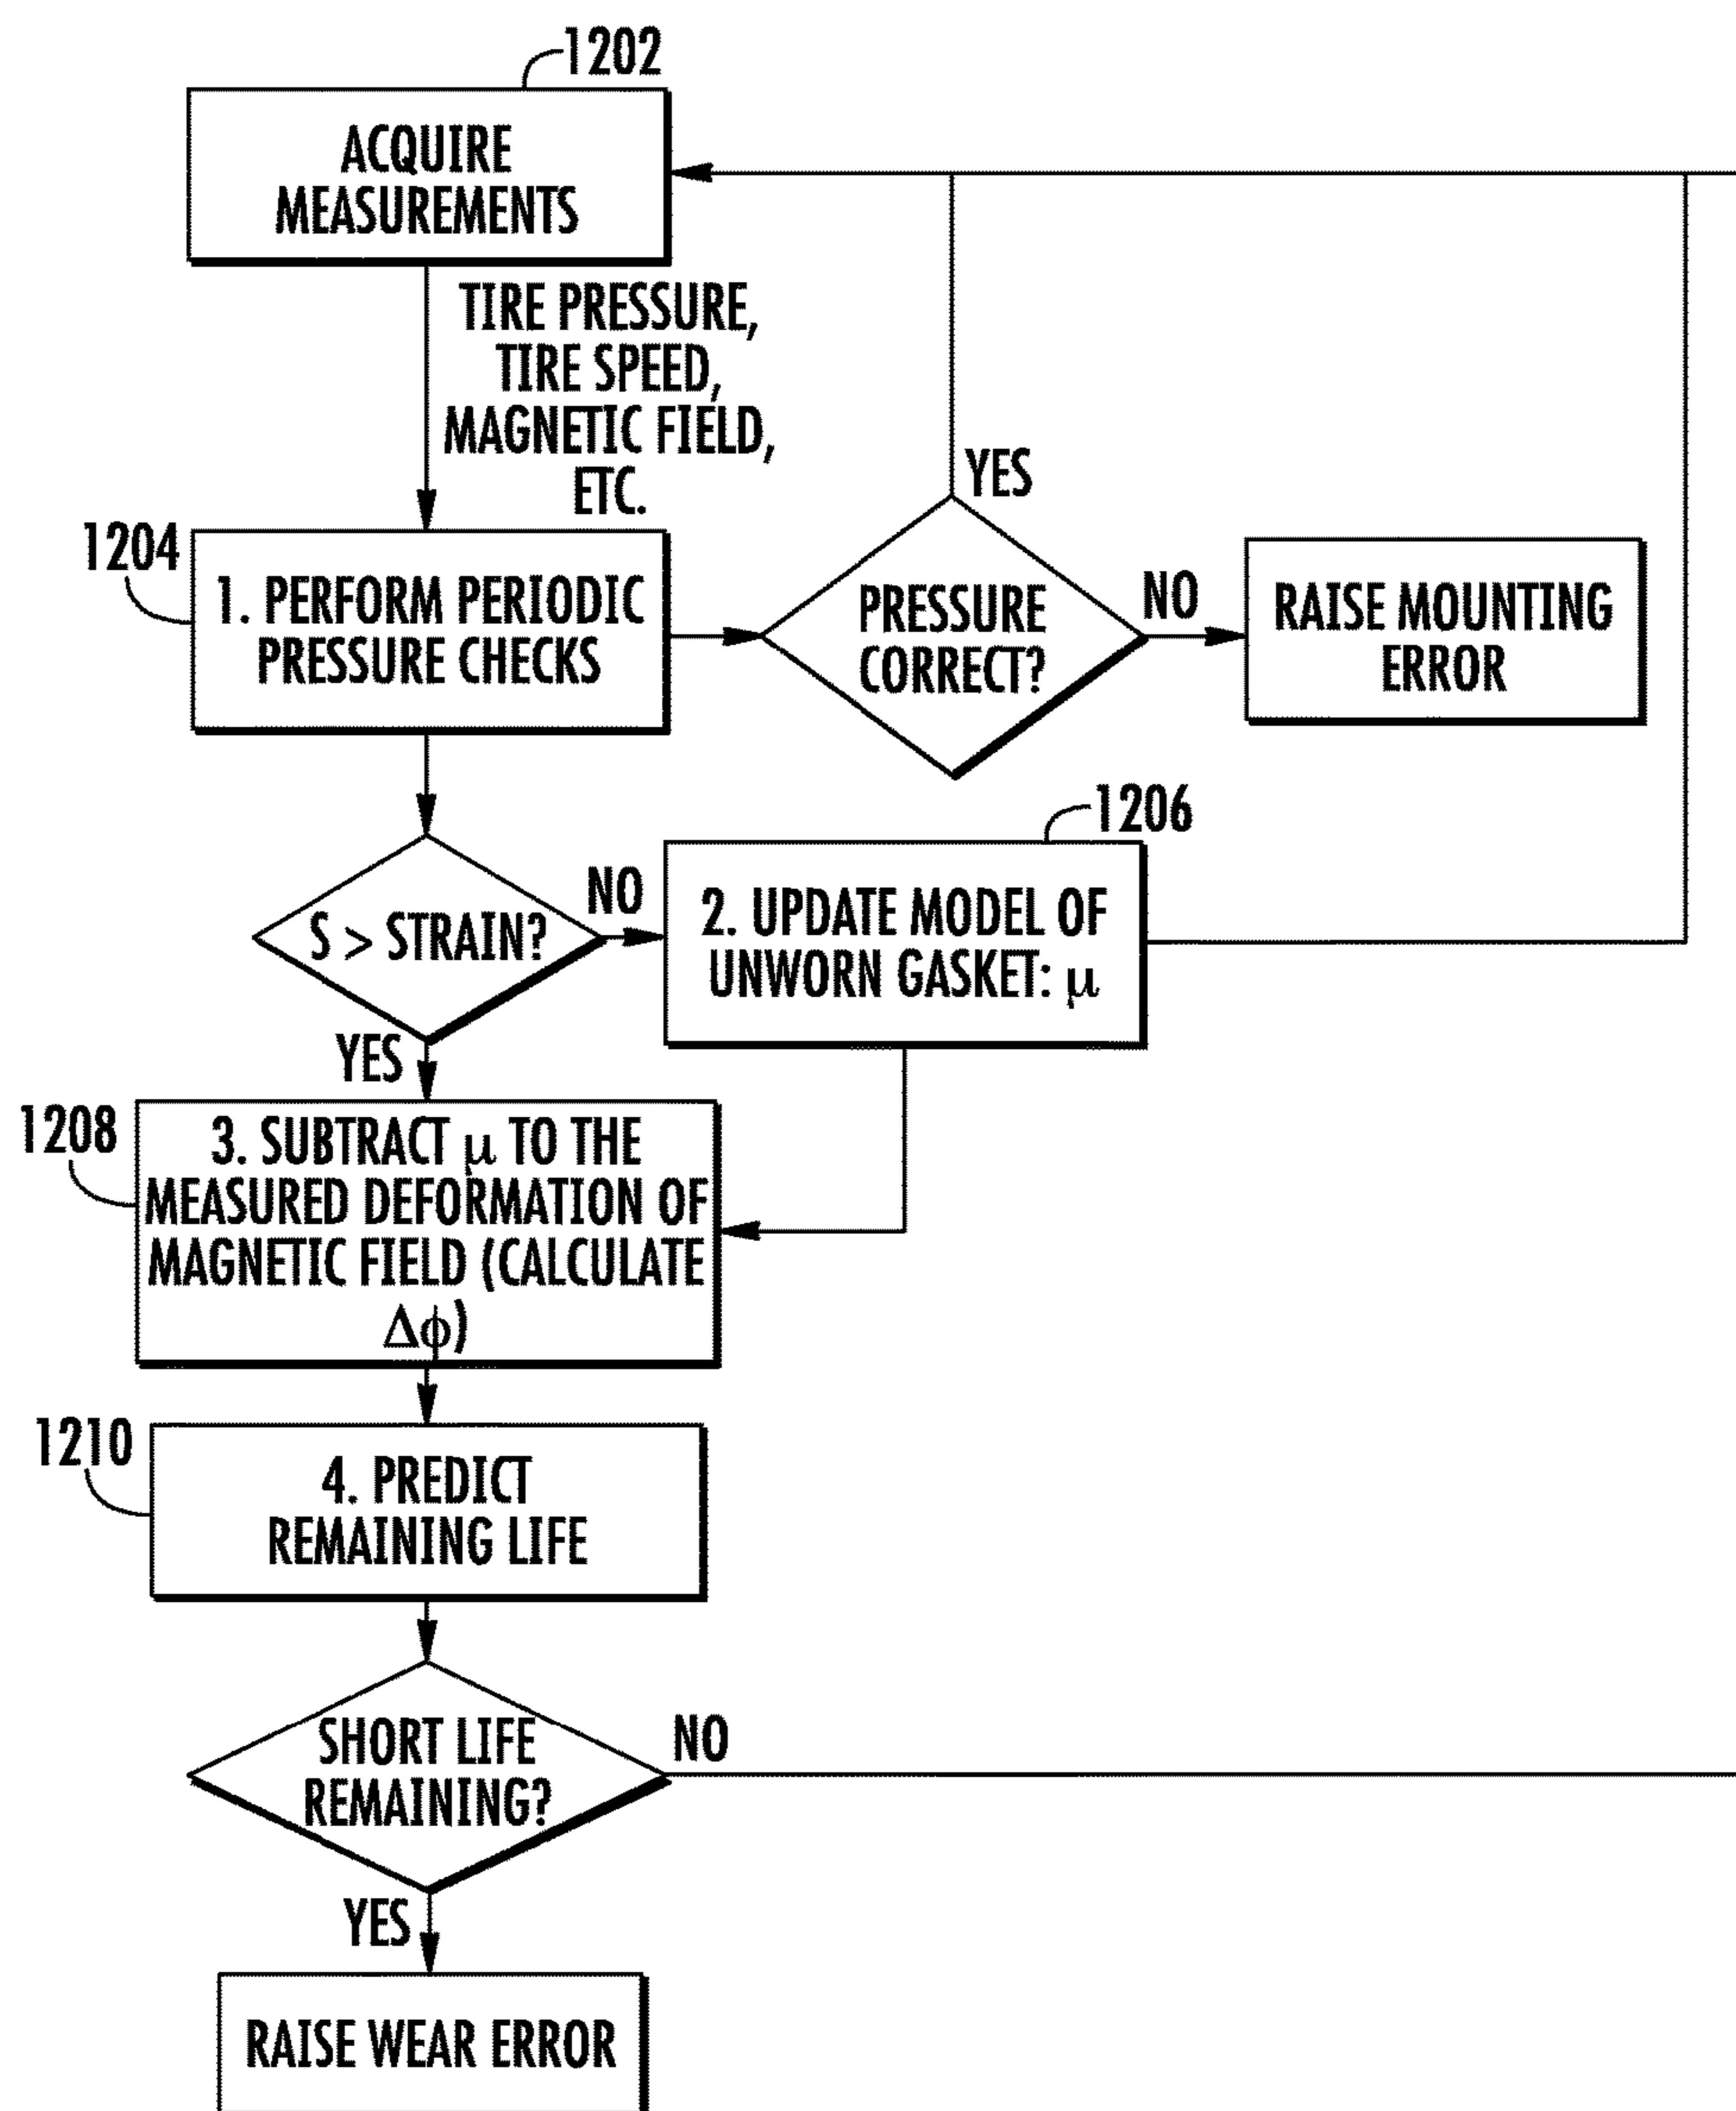 1202
ACQUIRE
MEASUREMENTS
TIRE PRESSURE,
TIRE SPEED,
MAGNETIC FIELD,
ETC.
1204
1. PERFORM PERIODIC
PRESSURE CHECKS
YES
PRESSURE
CORRECT?
NO
RAISE MOUNTING
ERROR
S > STRAIN?
NO
1206
2. UPDATE MODEL OF
UNWORN GASKET: μ
YES
1208
3. SUBTRACT μ TO THE
MEASURED DEFORMATION OF
MAGNETIC FIELD (CALCULATE
Δϕ)
1210
4. PREDICT
REMAINING LIFE
SHORT LIFE
REMAINING?
NO
YES
RAISE WEAR ERROR